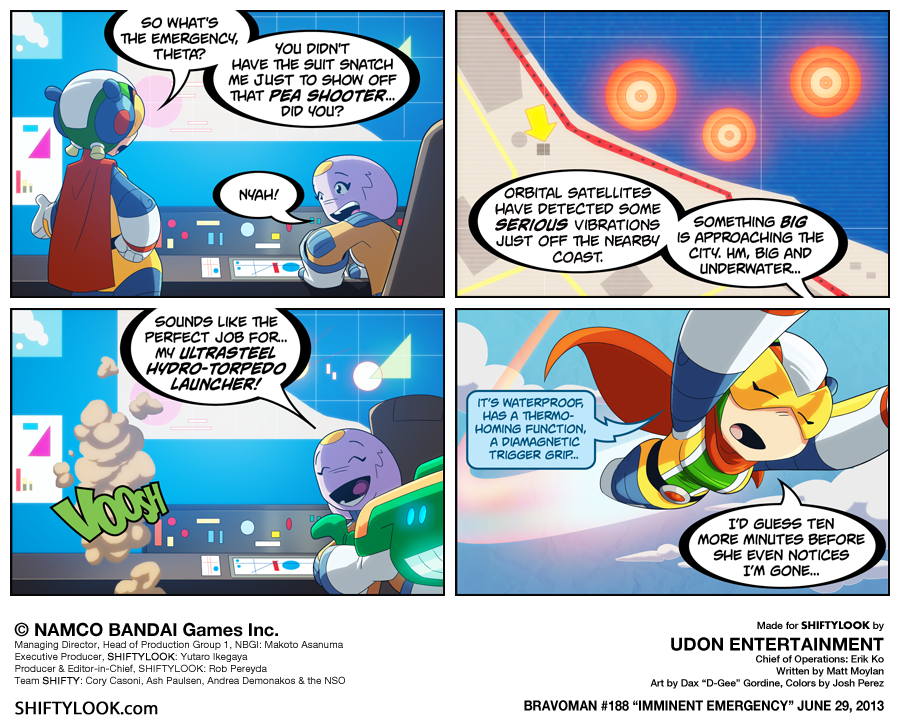 SO WHAT'S
THE EMERGENCY,
THETA?
YOU DIDN'T
HAVE THE SUIT SNATCH
ME JUST TO SHOW OFF
THAT PEA SHOOTER...
DID YOU?
NYAH!
ORBITAL SATELLITES
HAVE DETECTED SOME
SERIOUS VIBRATIONS
JUST OFF THE NEARBY
COAST.
SOMETHING BIG
IS APPROACHING THE
CITY. HM, BIG AND
UNDERWATER...
SOUNDS LIKE THE
PERFECT JOB FOR...
MY ULTRASTEEL
HYDRO-TORPEDO
LAUNCHER!
VOOSH
IT'S WATERPROOF,
HAS A THERMO-
HOMING FUNCTION,
A DIAMAGNETIC
TRIGGER GRIP...
I'D GUESS TEN
MORE MINUTES BEFORE
SHE EVEN NOTICES
I'M GONE...
© NAMCO BANDAI Games Inc.
Managing Director, Head of Production Group 1, NBGI: Makoto Asanuma
Executive Producer, SHIFTYLOOK: Yutaro Ikegaya
Producer & Editor-in-Chief, SHIFTYLOOK: Rob Pereyda
Team SHIFTY: Cory Casoni, Ash Paulsen, Andrea Demonakos & the NSO
SHIFTYLOOK.com
Made for SHIFTYLOOK by
UDON ENTERTAINMENT
Chief of Operations: Erik Ko
Written by Matt Moylan
Art by Dax "D-Gee" Gordine, Colors by Josh Perez
BRAVOMAN #188 "IMMINENT EMERGENCY" JUNE 29, 2013